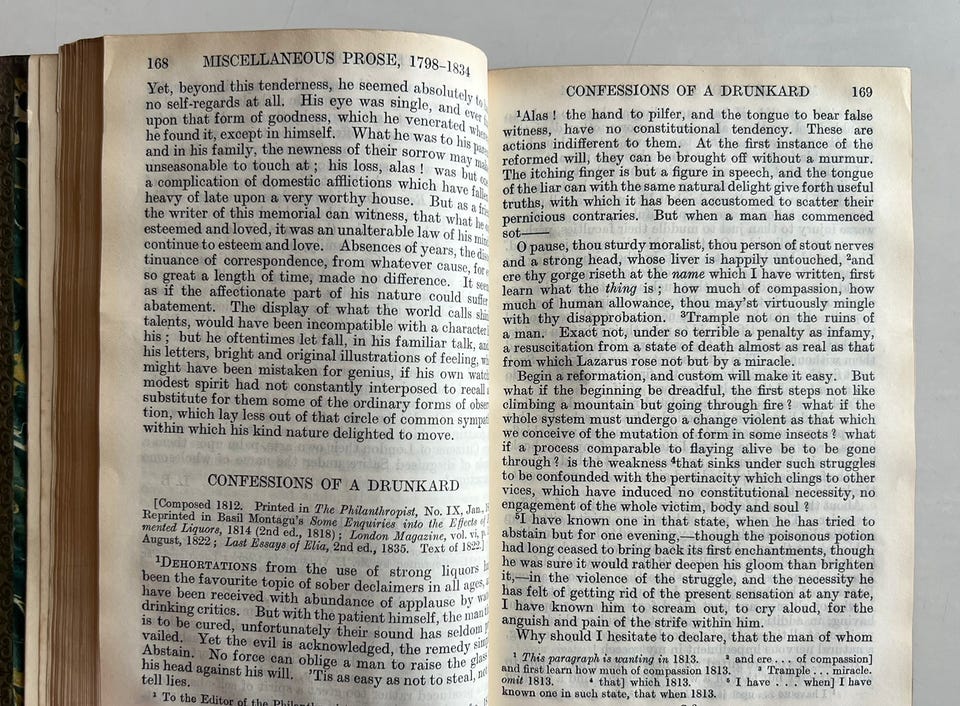 168 MISCELLANEOUS PROSE, 1798–1834
Yet, beyond this tenderness, he seemed absolutely to
no self-regards at all. His eye was single, and ever
upon that form of goodness, which he venerated
he found it, except in himself. What he was to his
and in his family, the newness of their sorrow may
unseasonable to touch at; his loss, alas! was but
a complication of domestic afflictions which have
heavy of late upon a very worthy house. But as a
the writer of this memorial can witness, that what he
esteemed and loved, it was an unalterable law of his
continue to esteem and love. Absences of years, the
tinuance of correspondence, from whatever cause, for
so great a length of time, made no difference. It
as if the affectionate part of his nature could suffer
abatement. The display of what the world calls
talents, would have been incompatible with a character
his; but he oftentimes let fall, in his familiar talk, and
his letters, bright and original illustrations of feeling,
might have been mistaken for genius, if his own
modest spirit had not constantly interposed to recall
substitute for them some of the ordinary forms of
tion, which lay less out of that circle of common
within which his kind nature delighted to move.
CONFESSIONS OF A DRUNKARD
[Composed 1812. Printed in The Philanthropist, No. IX, Jan.,
Reprinted in Basil Montagu's Some Enquiries into the Effects of
mented Liquors, 1814 (2nd ed., 1818); London Magazine, vol. vi,
August, 1822; Last Essays of Elia, 2nd ed., 1835. Text of 1822.]
¹DEHORTATIONS from the use of strong liquors
been the favourite topic of sober declaimers in all ages,
have been received with abundance of applause by
drinking critics. But with the patient himself, the man
is to be cured, unfortunately their sound has seldom
vailed. Yet the evil is acknowledged, the remedy
Abstain. No force can oblige a man to raise the glass
his head against his will. 'Tis as easy as not to steal, not
tell lies.
¹ To the Editor of the
CONFESSIONS OF A DRUNKARD 169
¹Alas! the hand to pilfer, and the tongue to bear false
witness, have no constitutional tendency. These are
actions indifferent to them. At the first instance of the
reformed will, they can be brought off without a murmur.
The itching finger is but a figure in speech, and the tongue
of the liar can with the same natural delight give forth useful
truths, with which it has been accustomed to scatter their
pernicious contraries. But when a man has commenced
sot——
O pause, thou sturdy moralist, thou person of stout nerves
and a strong head, whose liver is happily untouched, ²and
ere thy gorge riseth at the name which I have written, first
learn what the thing is; how much of compassion, how
much of human allowance, thou may'st virtuously mingle
with thy disapprobation. ³Trample not on the ruins of
a man. Exact not, under so terrible a penalty as infamy,
a resuscitation from a state of death almost as real as that
from which Lazarus rose not but by a miracle.
Begin a reformation, and custom will make it easy. But
what if the beginning be dreadful, the first steps not like
climbing a mountain but going through fire? what if the
whole system must undergo a change violent as that which
we conceive of the mutation of form in some insects? what
if a process comparable to flaying alive be to be gone
through? is the weakness ⁴that sinks under such struggles
to be confounded with the pertinacity which clings to other
vices, which have induced no constitutional necessity, no
engagement of the whole victim, body and soul?
⁵I have known one in that state, when he has tried to
abstain but for one evening,—though the poisonous potion
had long ceased to bring back its first enchantments, though
he was sure it would rather deepen his gloom than brighten
it,—in the violence of the struggle, and the necessity he
has felt of getting rid of the present sensation at any rate,
I have known him to scream out, to cry aloud, for the
anguish and pain of the strife within him.
Why should I hesitate to declare, that the man of whom
¹ This paragraph is wanting in 1813. ² and ere . . . of compassion]
and first learn how much of compassion 1813. ³ Trample . . . miracle.
omit 1813. ⁴ that] which 1813. ⁵ I have . . . when] I have
known one in such state, that when 1813.